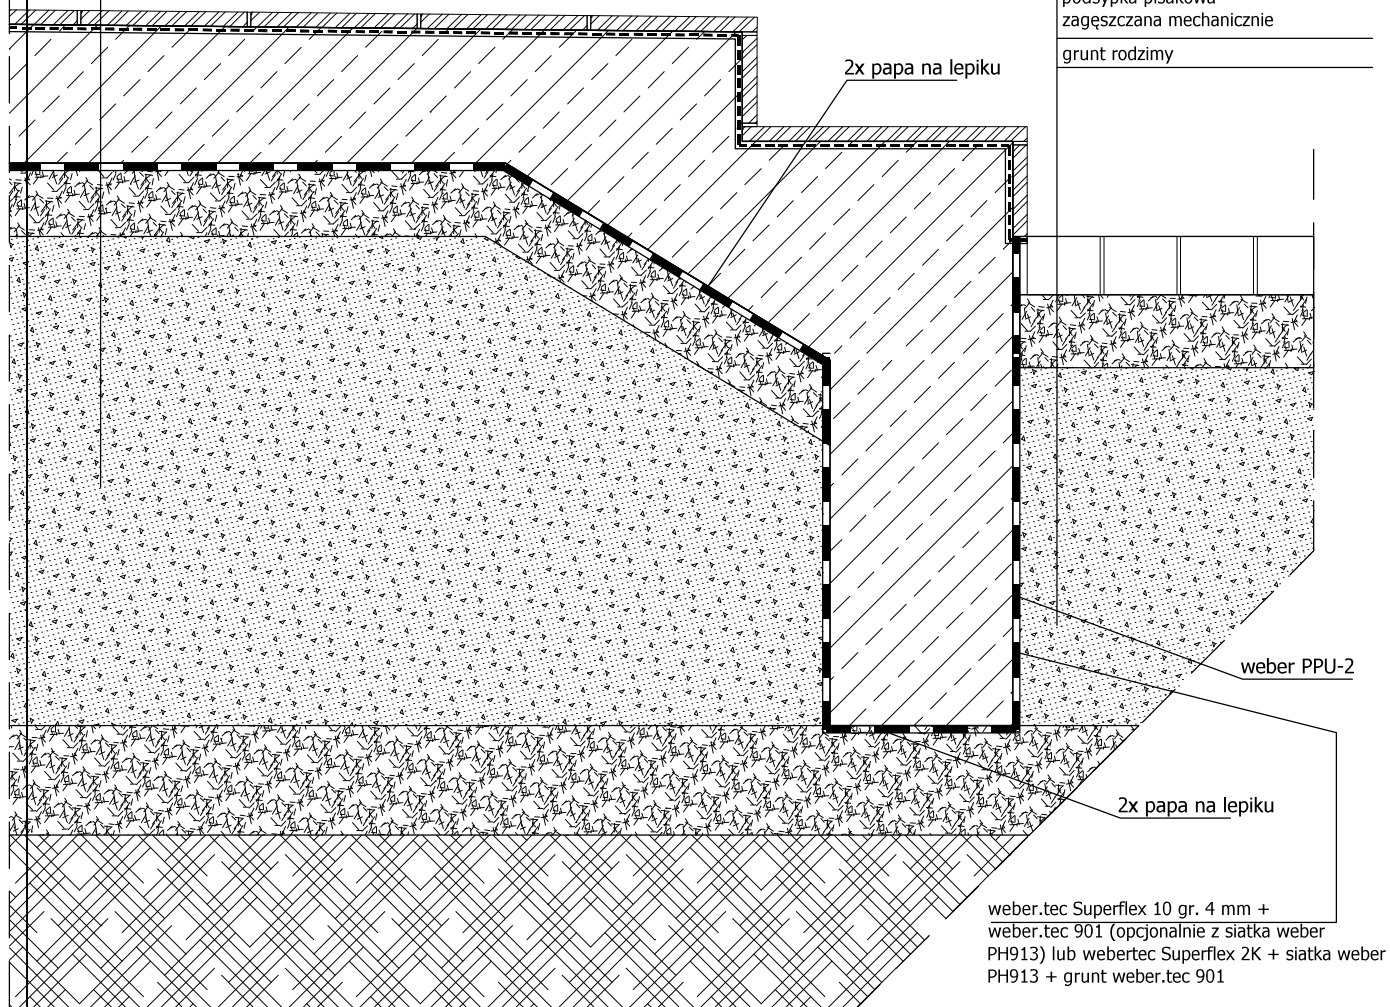 podsypka pisakowa
zagęszczana mechanicznie
grunt rodzimy
2x papa na lepiku
weber PPU-2
2x papa na lepiku
weber.tec Superflex 10 gr. 4 mm +
weber.tec 901 (opcjonalnie z siatka weber
PH913) lub webertec Superflex 2K + siatka weber
PH913 + grunt weber.tec 901